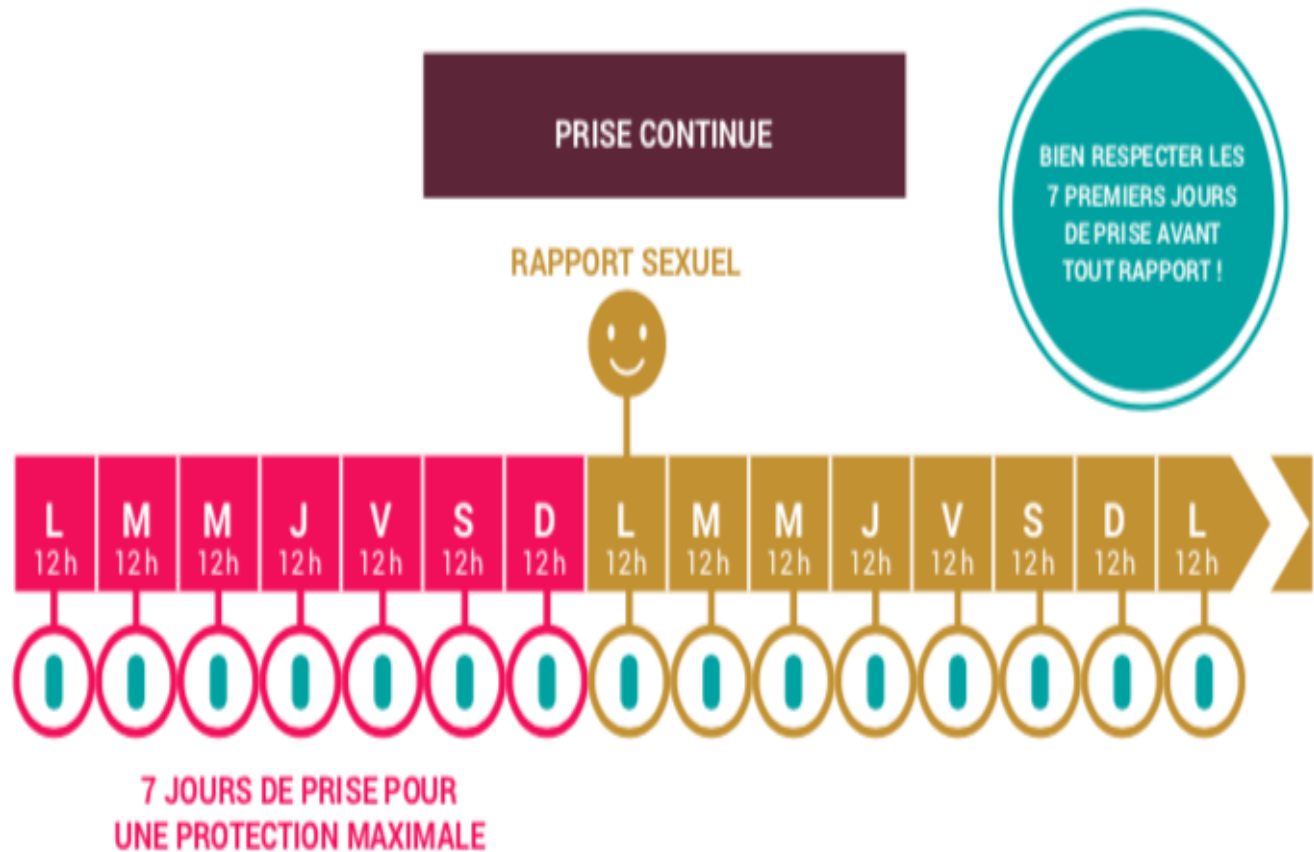 PRISE CONTINUE
BIEN RESPECTER LES
7 PREMIERS JOURS
DE PRISE AVANT
TOUT RAPPORT !
RAPPORT SEXUEL
L M M J V S D L M M J V S D L
12h 12h 12h 12h 12h 12h 12h 12h 12h 12h 12h 12h 12h 12h 12h
7 JOURS DE PRISE POUR
UNE PROTECTION MAXIMALE